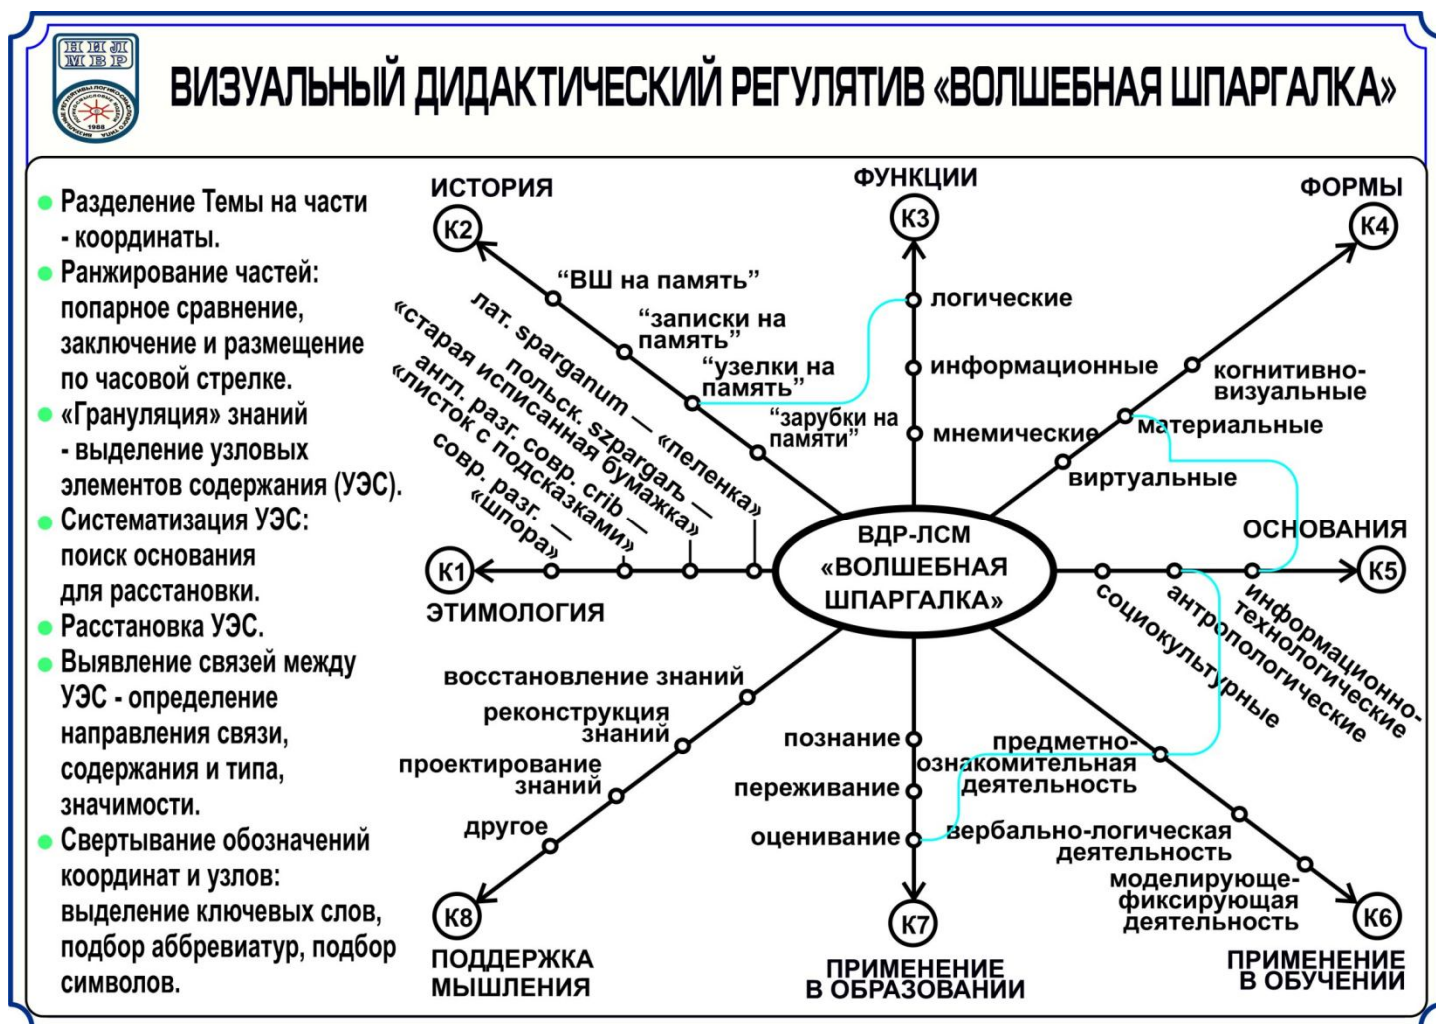 НИЛ
МВР
1988
ВИЗУАЛЬНЫЙ ДИДАКТИЧЕСКИЙ РЕГУЛЯТИВ «ВОЛШЕБНАЯ ШПАРГАЛКА»
Разделение Темы на части
- координаты.
Ранжирование частей:
попарное сравнение,
заключение и размещение
по часовой стрелке.
«Грануляция» знаний
- выделение узловых
элементов содержания (УЭС).
Систематизация УЭС:
поиск основания
для расстановки.
Расстановка УЭС.
Выявление связей между
УЭС - определение
направления связи,
содержания и типа,
значимости.
Свертывание обозначений
координат и узлов:
выделение ключевых слов,
подбор аббревиатур, подбор
символов.
ВДР-ЛСМ
«ВОЛШЕБНАЯ
ШПАРГАЛКА»
К1
ЭТИМОЛОГИЯ
лат. sparganum — «пеленка»
польск. szpargaљ —
«старая исписанная бумажка»
англ. разг. совр. crib —
«листок с подсказками»
совр. разг. —
«шпора»
ИСТОРИЯ
К2
“ВШ на память”
“записки на
память”
“узелки на
память”
“зарубки на
памяти”
ФУНКЦИИ
К3
логические
информационные
мнемические
ФОРМЫ
К4
когнитивно-
визуальные
материальные
виртуальные
ОСНОВАНИЯ
К5
социокультурные
антропологические
информационно-
технологические
предметно-
ознакомительная
деятельность
вербально-логическая
деятельность
моделирующе-
фиксирующая
деятельность
К6
ПРИМЕНЕНИЕ
В ОБУЧЕНИИ
познание
переживание
оценивание
К7
ПРИМЕНЕНИЕ
В ОБРАЗОВАНИИ
восстановление знаний
реконструкция
знаний
проектирование
знаний
другое
К8
ПОДДЕРЖКА
МЫШЛЕНИЯ